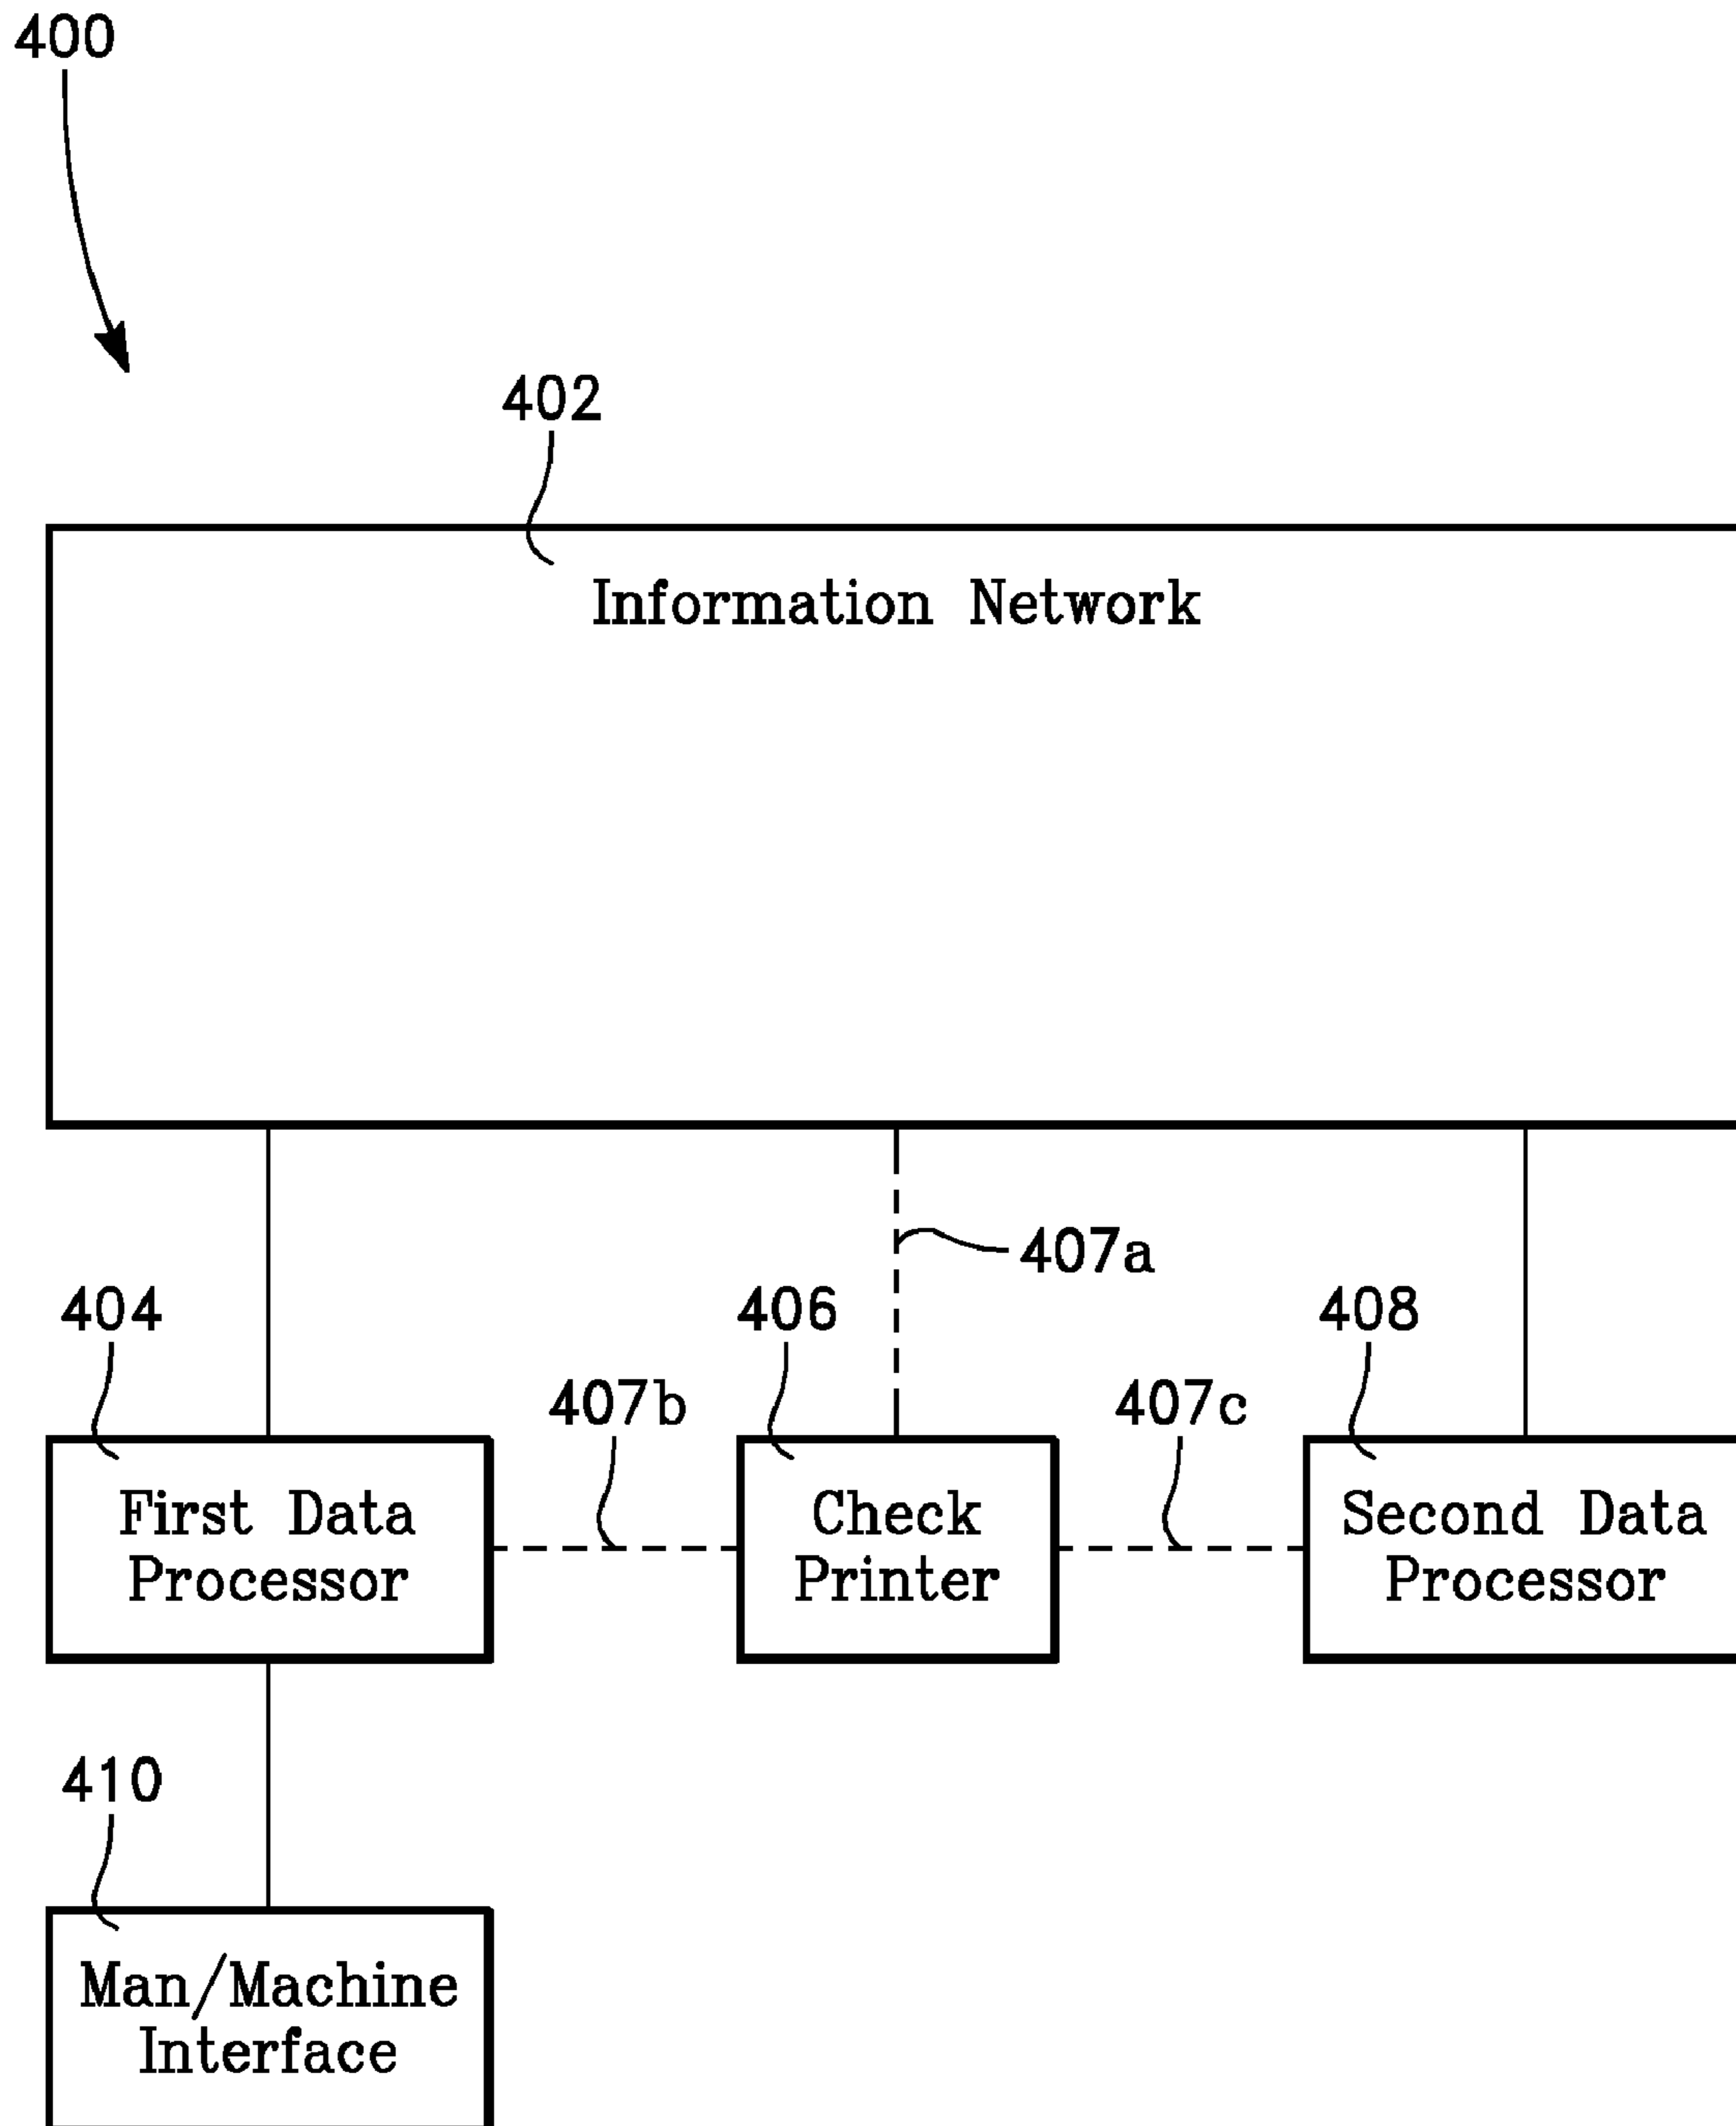 400
402
Information Network
407a
404
406
408
407b
407c
First Data
Processor
Check
Printer
Second Data
Processor
410
Man/Machine
Interface